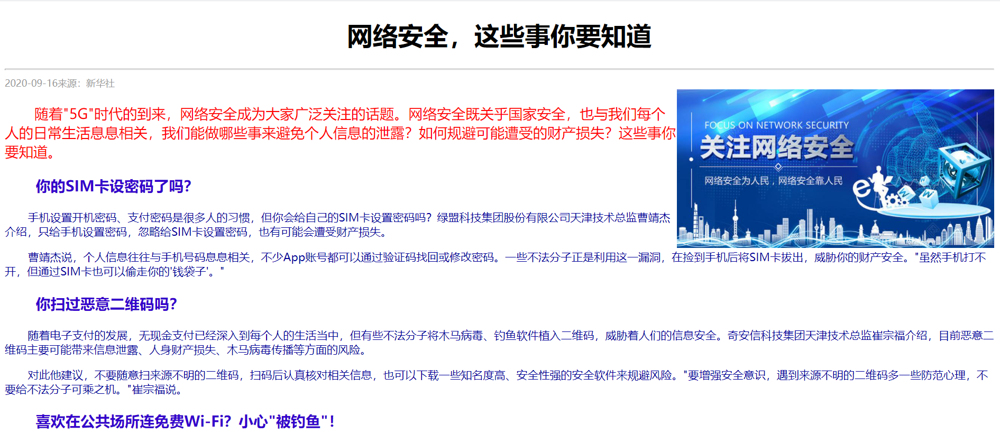 网络安全，这些事你要知道
2020-09-16来源：新华社
随着"5G"时代的到来，网络安全成为大家广泛关注的话题。网络安全既关乎国家安全，也与我们每个
人的日常生活息息相关，我们能做哪些事来避免个人信息的泄露？如何规避可能遭受的财产损失？这些事你
要知道。
FOCUS ON NETWORK SECURITY
关注网络安全
网络安全为人民，网络安全靠人民
你的SIM卡设密码了吗？
手机设置开机密码、支付密码是很多人的习惯，但你会给自己的SIM卡设置密码吗？绿盟科技集团股份有限公司天津技术总监曹靖杰
介绍，只给手机设置密码，忽略给SIM卡设置密码，也有可能会遭受财产损失。
曹靖杰说，个人信息往往与手机号码息息相关，不少App账号都可以通过验证码找回或修改密码。一些不法分子正是利用这一漏洞，在捡到手机后将SIM卡拔出，威胁你的财产安全。"虽然手机打不
开，但通过SIM卡也可以偷走你的'钱袋子'。"
你扫过恶意二维码吗？
随着电子支付的发展，无现金支付已经深入到每个人的生活当中，但有些不法分子将木马病毒、钓鱼软件植入二维码，威胁着人们的信息安全。奇安信科技集团天津技术总监崔宗福介绍，目前恶意二
维码主要可能带来信息泄露、人身财产损失、木马病毒传播等方面的风险。
对此他建议，不要随意扫来源不明的二维码，扫码后认真核对相关信息，也可以下载一些知名度高、安全性强的安全软件来规避风险。"要增强安全意识，遇到来源不明的二维码多一些防范心理，不
要给不法分子可乘之机。"崔宗福说。
喜欢在公共场所连免费Wi-Fi？小心"被钓鱼"！